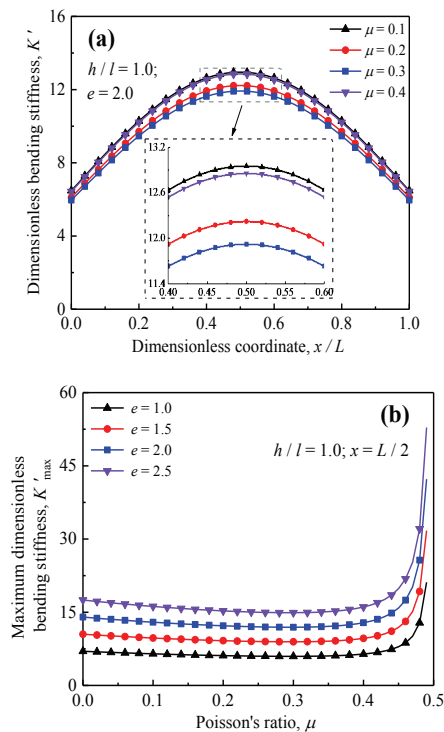 (a)
h / l = 1.0;
e = 2.0
μ = 0.1
μ = 0.2
μ = 0.3
μ = 0.4
Dimensionless bending stiffness, K′
16
12
8
4
0
13.2
12.6
12.0
11.4
0.40 0.45 0.50 0.55 0.60
0.0 0.2 0.4 0.6 0.8 1.0
Dimensionless coordinate, x / L
(b)
e = 1.0
e = 1.5
e = 2.0
e = 2.5
h / l = 1.0; x = L / 2
Maximum dimensionless
bending stiffness, K′max
60
45
30
15
0
0.0 0.1 0.2 0.3 0.4 0.5
Poisson's ratio, μ